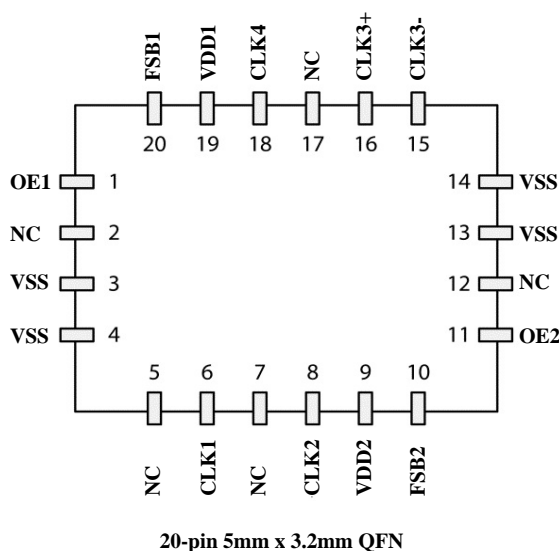 FSB1 VDD1 CLK4 NC CLK3+ CLK3-
20 19 18 17 16 15
OE1 1 14 VSS
NC 2 13 VSS
VSS 3 12 NC
VSS 4 11 OE2
5 6 7 8 9 10
NC CLK1 NC CLK2 VDD2 FSB2
20-pin 5mm x 3.2mm QFN